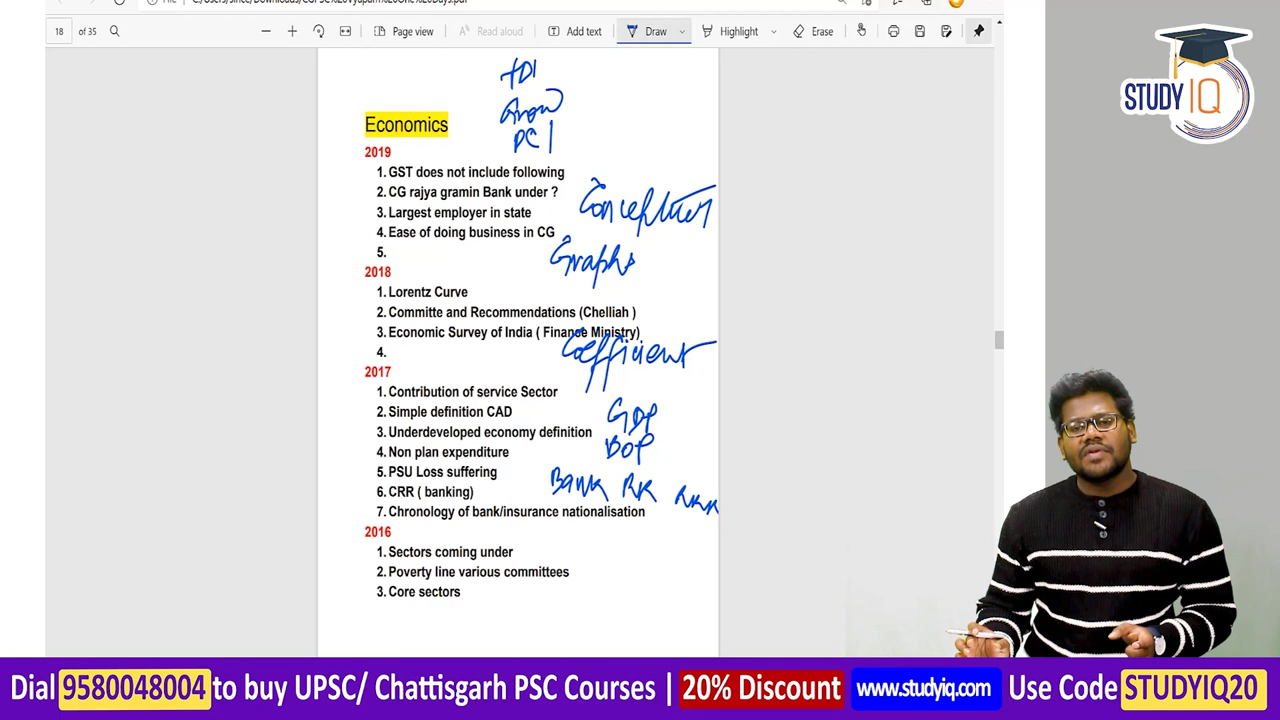 18 of 35
Page view
Read aloud
Add text
Draw
Highlight
Erase
STUDY IQ
FDI
PCI
Economics
2019
1. GST does not include following
2. CG rajya gramin Bank under ?
3. Largest employer in state
4. Ease of doing business in CG
5.
Graphs
2018
1. Lorentz Curve
2. Committe and Recommendations (Chelliah )
3. Economic Survey of India ( Finance Ministry)
4.
Coefficient
2017
1. Contribution of service Sector
2. Simple definition CAD
GDP
3. Underdeveloped economy definition
4. Non plan expenditure
BOP
5. PSU Loss suffering
6. CRR ( banking)
Bank RR RRR
7. Chronology of bank/insurance nationalisation
2016
1. Sectors coming under
2. Poverty line various committees
3. Core sectors
Dial 9580048004 to buy UPSC/ Chattisgarh PSC Courses | 20% Discount www.studyiq.com Use Code STUDYIQ20